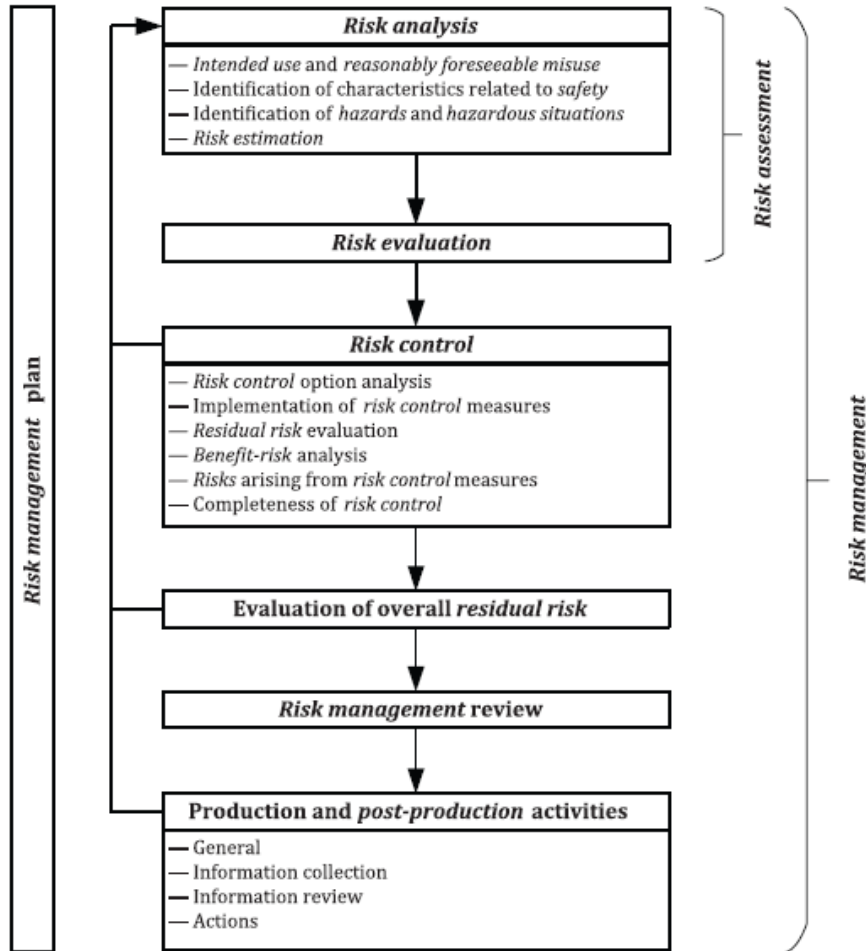 Risk management plan
Risk analysis
— Intended use and reasonably foreseeable misuse
— Identification of characteristics related to safety
— Identification of hazards and hazardous situations
— Risk estimation
Risk evaluation
Risk assessment
Risk control
— Risk control option analysis
— Implementation of risk control measures
— Residual risk evaluation
— Benefit-risk analysis
— Risks arising from risk control measures
— Completeness of risk control
Evaluation of overall residual risk
Risk management review
Production and post-production activities
— General
— Information collection
— Information review
— Actions
Risk management